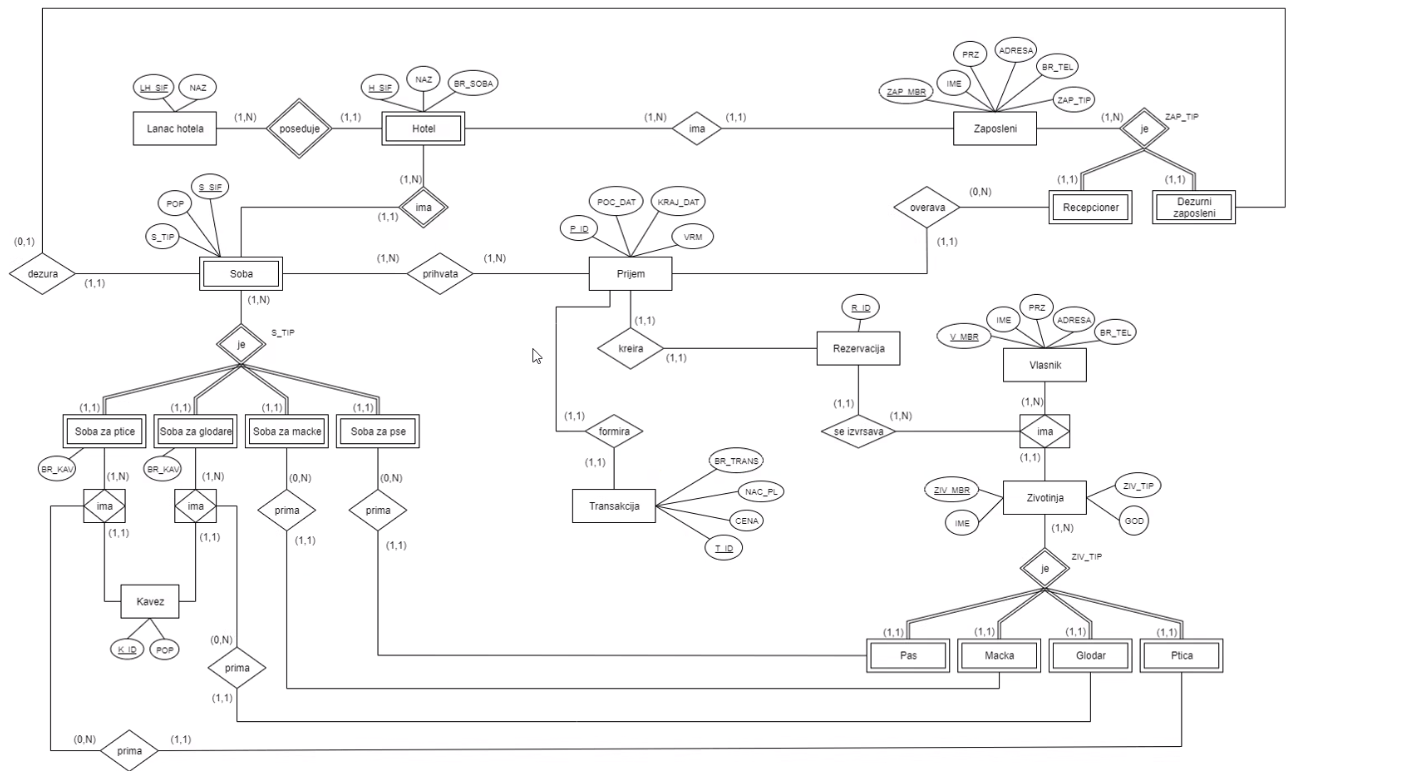 PRZ
ADRESA
BR_TEL
IME
ZAP_MBR
ZAP_TIP
LH_SIF
NAZ
H_SIF
NAZ
BR_SOBA
Lanac hotela
(1,N)
poseduje
(1,1)
Hotel
(1,N)
ima
(1,1)
Zaposleni
(1,N)
je
ZAP_TIP
(1,N)
ima
(1,1)
(1,1)
(1,1)
Recepcioner
Dezurni
zaposleni
S_SIF
POP
S_TIP
POC_DAT
KRAJ_DAT
P_ID
VRM
overava
(0,N)
(1,1)
(0,1)
dezura
(1,1)
Soba
(1,N)
prihvata
(1,N)
Prijem
(1,N)
je
S_TIP
(1,1)
kreira
(1,1)
R_ID
Rezervacija
PRZ
IME
ADRESA
V_MBR
BR_TEL
Vlasnik
(1,1)
(1,1)
(1,1)
(1,1)
Soba za ptice
Soba za glodare
Soba za macke
Soba za pse
BR_KAV
BR_KAV
(1,1)
formira
(1,1)
(1,1)
se izvrsava
(1,N)
(1,N)
ima
(1,1)
(1,N)
ima
(1,1)
(1,N)
ima
(1,1)
(0,N)
prima
(1,1)
(0,N)
prima
(1,1)
Transakcija
BR_TRANS
NAC_PL
CENA
T_ID
ZIV_MBR
IME
Zivotinja
ZIV_TIP
GOD
(1,N)
je
ZIV_TIP
Kavez
K_ID
POP
(0,N)
prima
(1,1)
(1,1)
(1,1)
(1,1)
(1,1)
Pas
Macka
Glodar
Ptica
(0,N)
prima
(1,1)